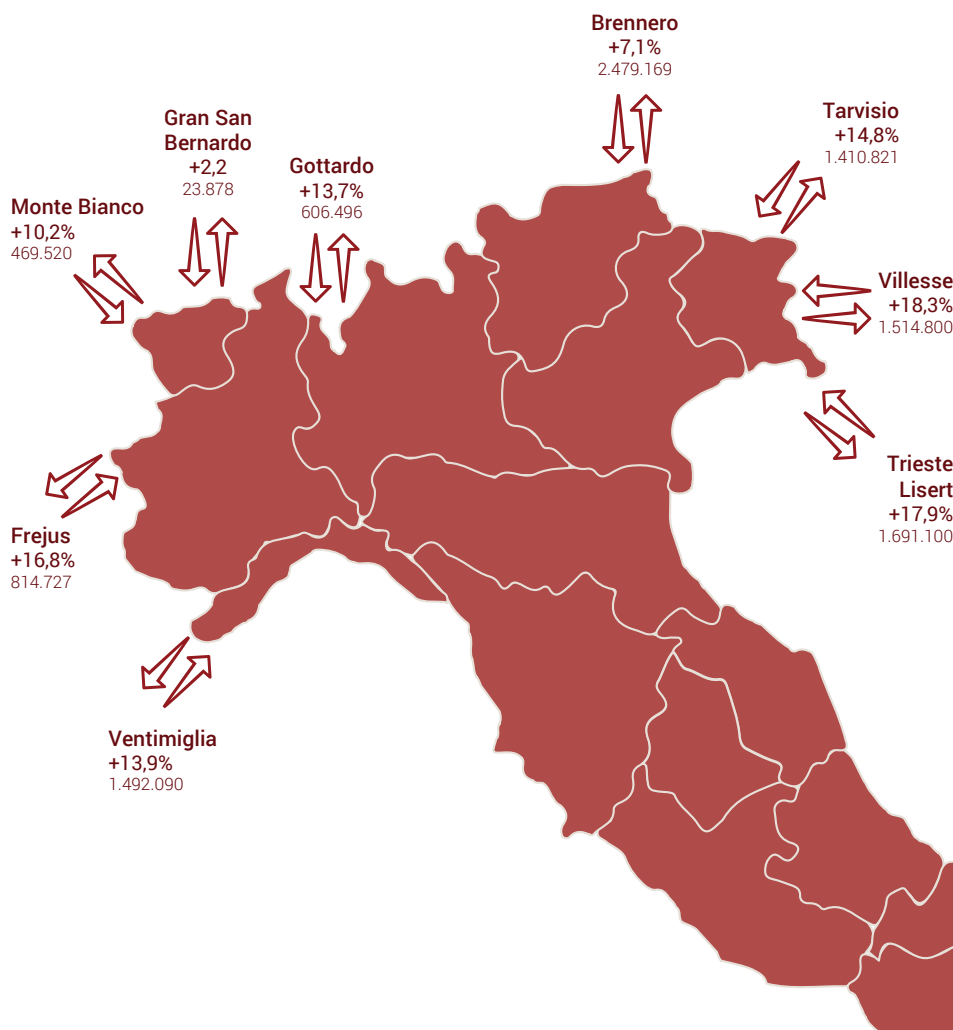 Brennero
+7,1%
2.479.169
Tarvisio
+14,8%
1.410.821
Gran San
Bernardo
+2,2
23.878
Gottardo
+13,7%
606.496
Monte Bianco
+10,2%
469.520
Villesse
+18,3%
1.514.800
Trieste
Lisert
+17,9%
1.691.100
Frejus
+16,8%
814.727
Ventimiglia
+13,9%
1.492.090